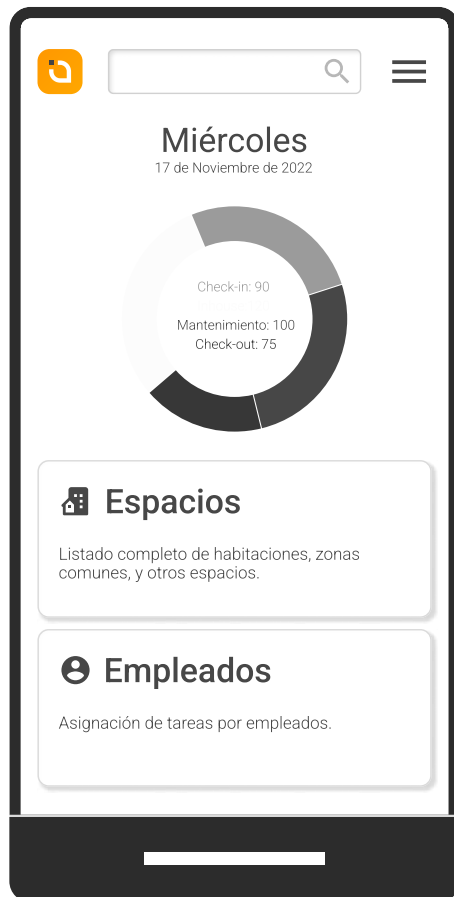 Miércoles
17 de Noviembre de 2022
Check-in: 90
Mantenimiento: 100
Check-out: 75
Espacios
Listado completo de habitaciones, zonas
comunes, y otros espacios.
Empleados
Asignación de tareas por empleados.